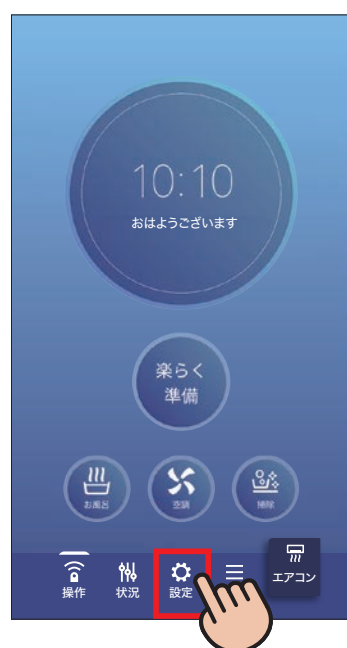 10:10
おはようございます
楽らく
準備
お風呂
空調
掃除
エアコン
操作
状況
設定